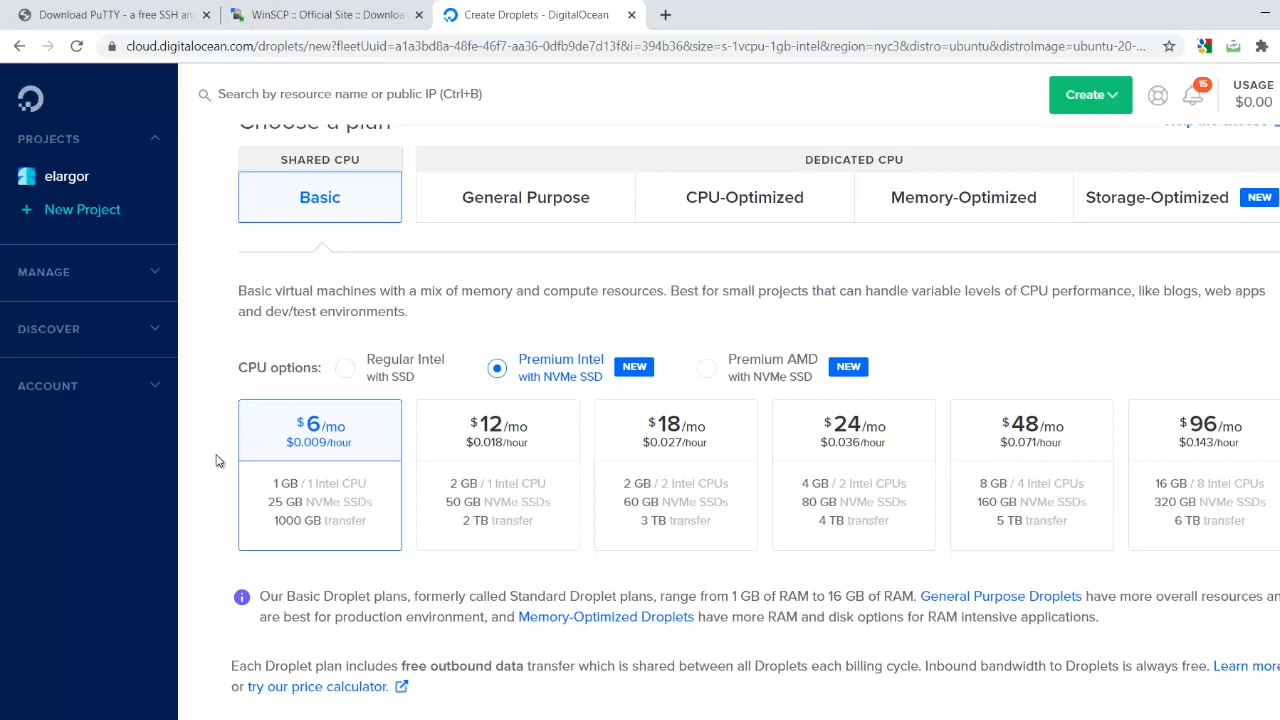 Download PuTTY - a free SSH an
WinSCP :: Official Site :: Downloa
Create Droplets - DigitalOcean
cloud.digitalocean.com/droplets/new?fleetUuid=a1a3bd8a-48fe-46f7-aa36-0dfb9de7d13f&i=394b36&size=s-1vcpu-1gb-intel&region=nyc3&distro=ubuntu&distroImage=ubuntu-20-...
Search by resource name or public IP (Ctrl+B)
Create
15
USAGE
$0.00
PROJECTS
elargor
+ New Project
MANAGE
DISCOVER
ACCOUNT
Choose a plan
SHARED CPU
DEDICATED CPU
Basic
General Purpose
CPU-Optimized
Memory-Optimized
Storage-Optimized NEW
Basic virtual machines with a mix of memory and compute resources. Best for small projects that can handle variable levels of CPU performance, like blogs, web apps
and dev/test environments.
CPU options:
Regular Intel
with SSD
Premium Intel
with NVMe SSD
NEW
Premium AMD
with NVMe SSD
NEW
$6/mo
$0.009/hour
1 GB / 1 Intel CPU
25 GB NVMe SSDs
1000 GB transfer
$12/mo
$0.018/hour
2 GB / 1 Intel CPU
50 GB NVMe SSDs
2 TB transfer
$18/mo
$0.027/hour
2 GB / 2 Intel CPUs
60 GB NVMe SSDs
3 TB transfer
$24/mo
$0.036/hour
4 GB / 2 Intel CPUs
80 GB NVMe SSDs
4 TB transfer
$48/mo
$0.071/hour
8 GB / 4 Intel CPUs
160 GB NVMe SSDs
5 TB transfer
$96/mo
$0.143/hour
16 GB / 8 Intel CPUs
320 GB NVMe SSDs
6 TB transfer
Our Basic Droplet plans, formerly called Standard Droplet plans, range from 1 GB of RAM to 16 GB of RAM. General Purpose Droplets have more overall resources an
are best for production environment, and Memory-Optimized Droplets have more RAM and disk options for RAM intensive applications.
Each Droplet plan includes free outbound data transfer which is shared between all Droplets each billing cycle. Inbound bandwidth to Droplets is always free. Learn more
or try our price calculator.